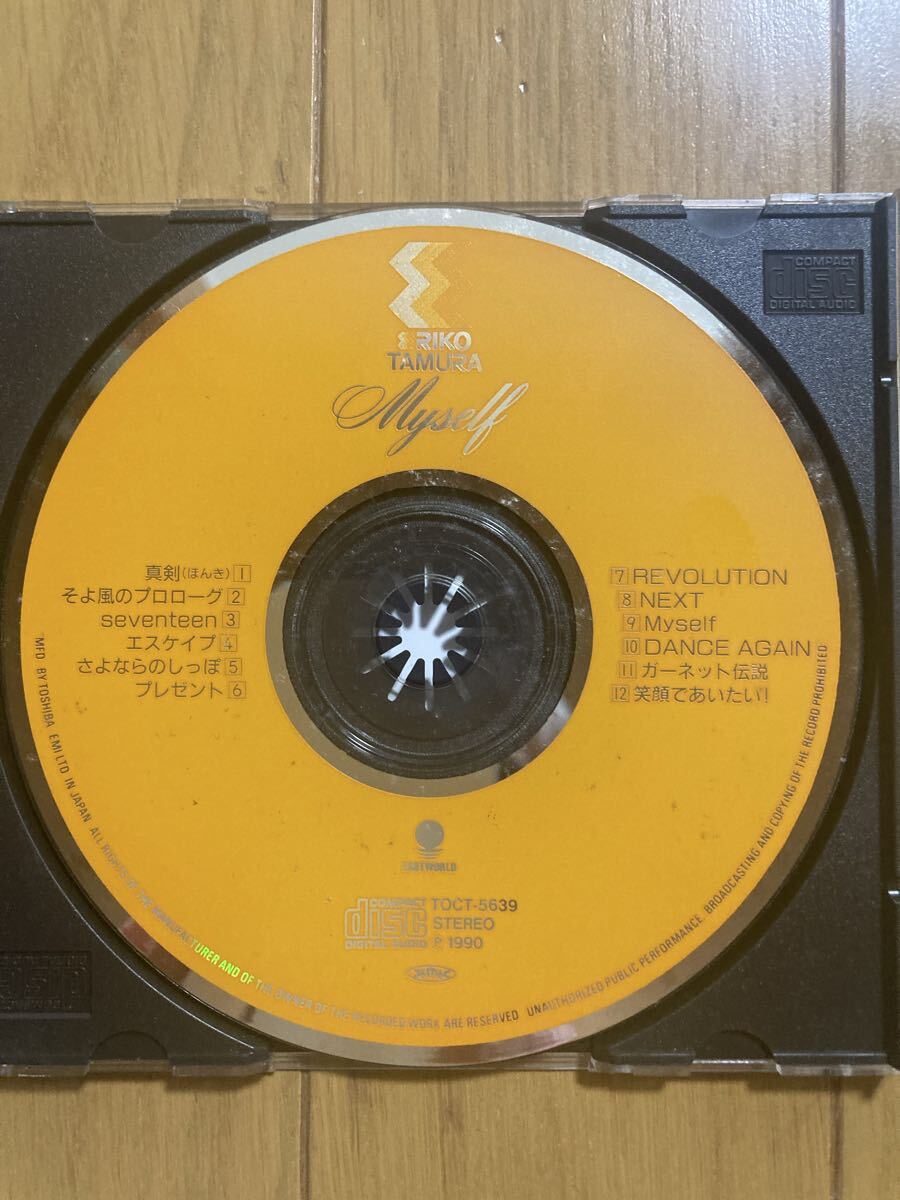 ERIKO
TAMURA
Myself
真剣(ほんき) 1
そよ風のプロローグ 2
seventeen 3
エスケイプ 4
さよならのしっぽ 5
プレゼント 6
7 REVOLUTION
8 NEXT
9 Myself
10 DANCE AGAIN
11 ガーネット伝説
12 笑顔であいたい!
EASTWORLD
COMPACT
disc
DIGITAL AUDIO
TOCT-5639
STEREO
℗ 1990
MFD. BY TOSHIBA EMI LTD IN JAPAN ALL RIGHTS OF THE MANUFACTURER AND OF THE OWNER OF THE RECORDED WORK ARE RESERVED UNAUTHORIZED PUBLIC PERFORMANCE BROADCASTING AND COPYING OF THE RECORD PROHIBITED
COMPACT
disc
DIGITAL AUDIO